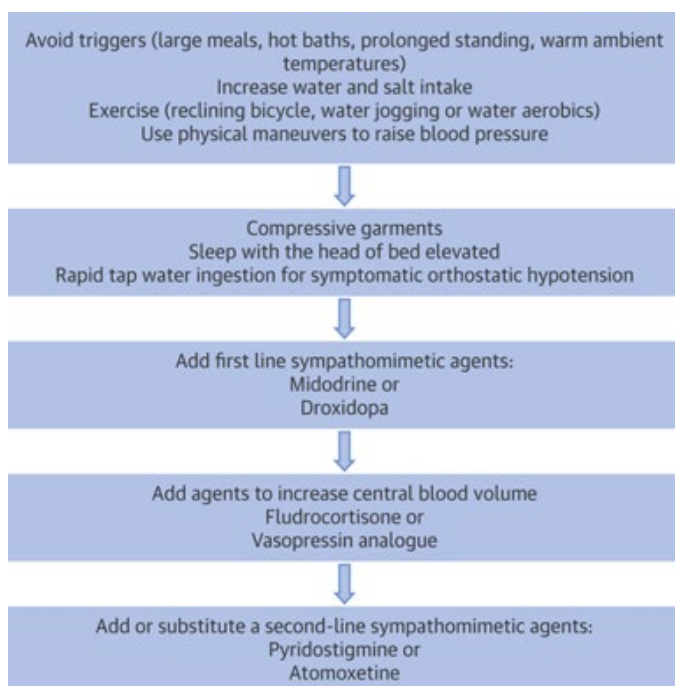 Avoid triggers (large meals, hot baths, prolonged standing, warm ambient
temperatures)
Increase water and salt intake
Exercise (reclining bicycle, water jogging or water aerobics)
Use physical maneuvers to raise blood pressure
Compressive garments
Sleep with the head of bed elevated
Rapid tap water ingestion for symptomatic orthostatic hypotension
Add first line sympathomimetic agents:
Midodrine or
Droxidopa
Add agents to increase central blood volume
Fludrocortisone or
Vasopressin analogue
Add or substitute a second-line sympathomimetic agents:
Pyridostigmine or
Atomoxetine